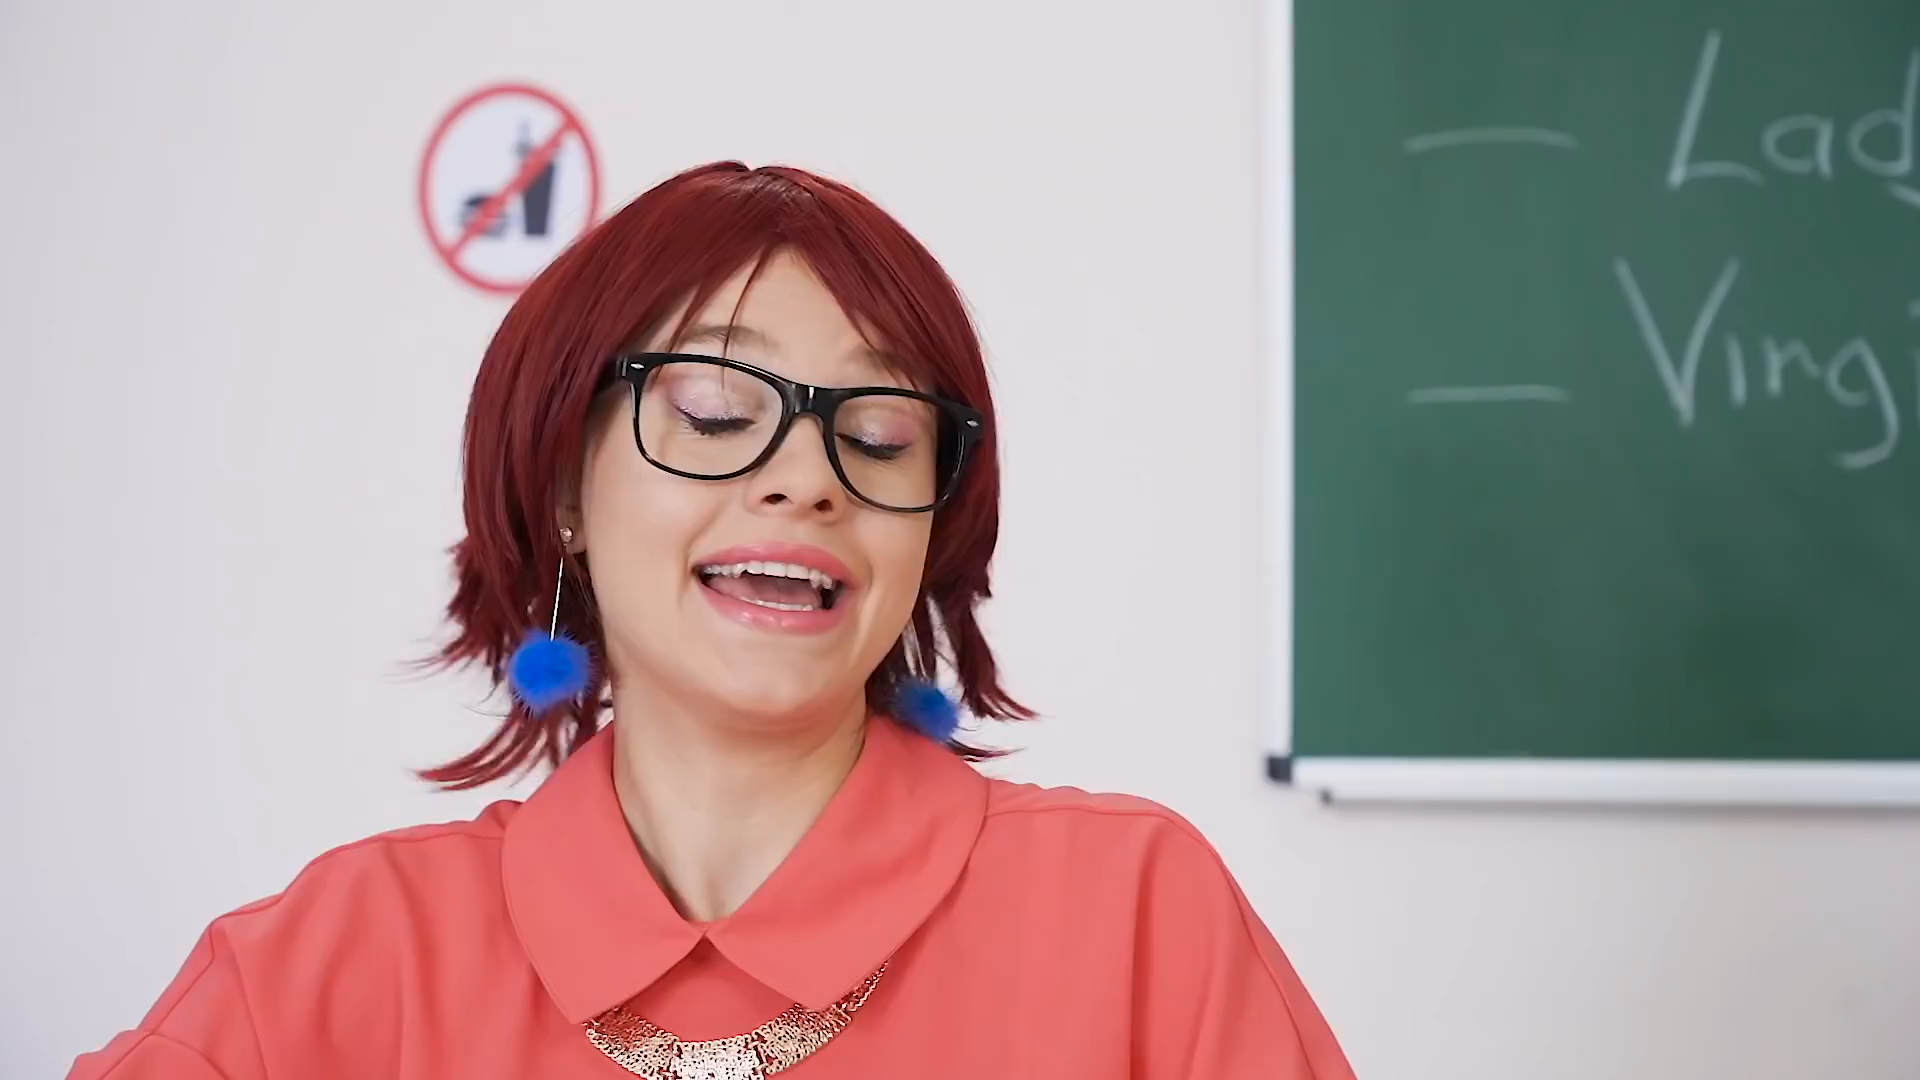 — Lad
— Virgi